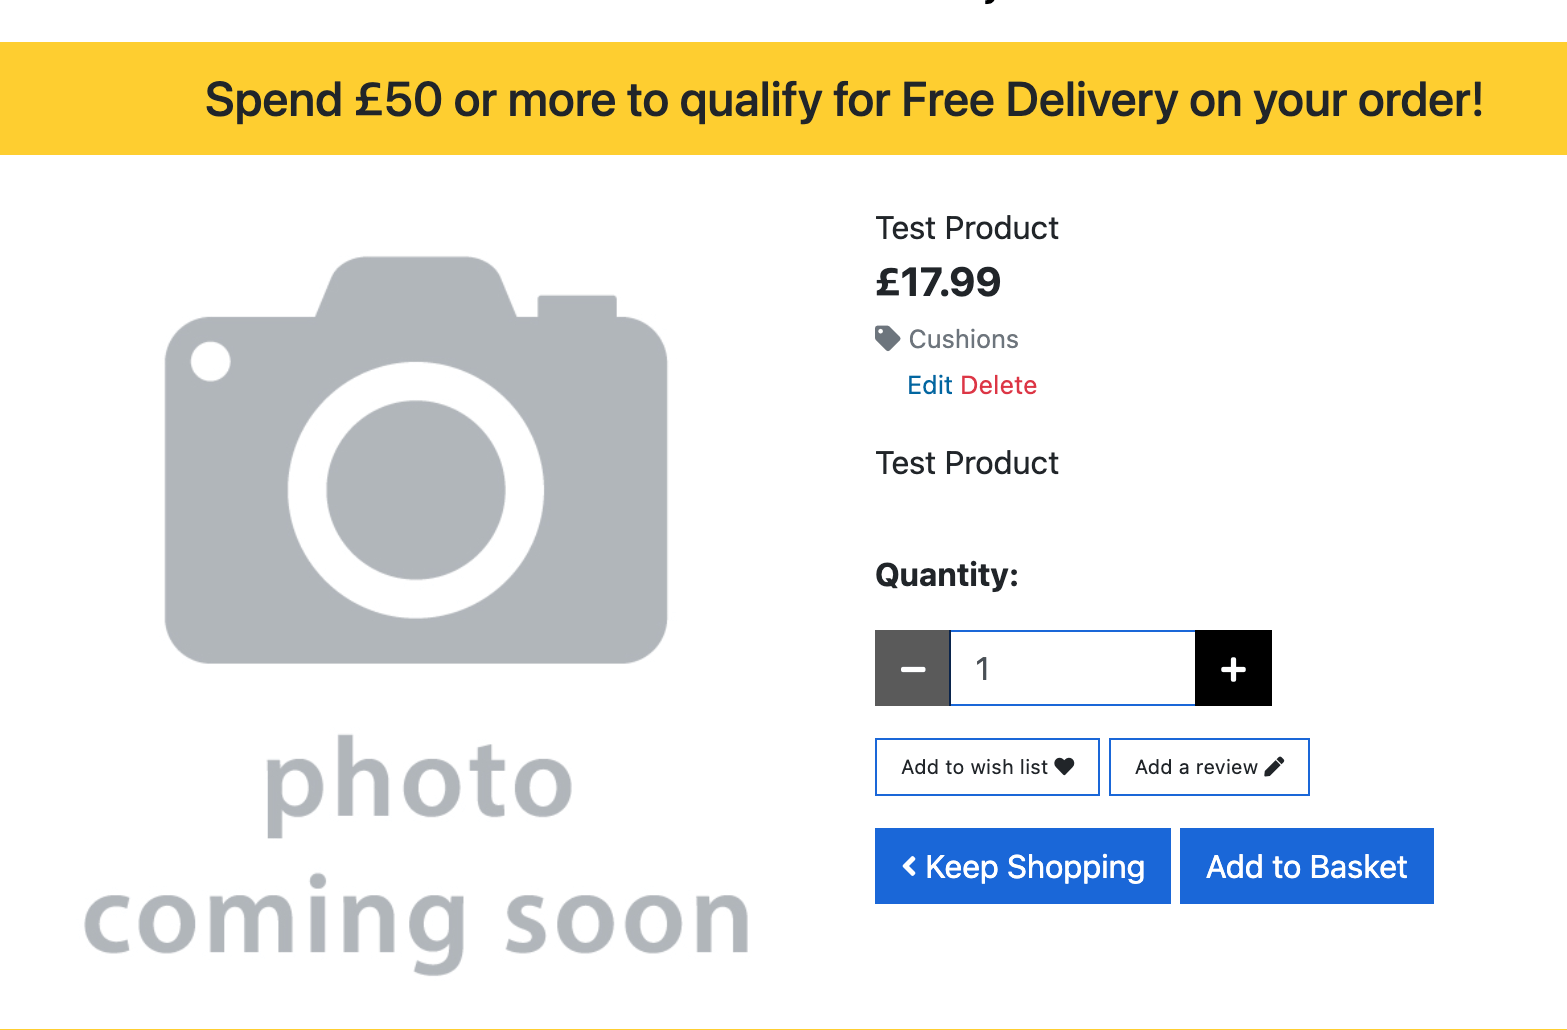 Spend £50 or more to qualify for Free Delivery on your order!
Test Product
£17.99
Cushions
Edit Delete
Test Product
Quantity:
1
Add to wish list
Add a review
Keep Shopping
Add to Basket
photo
coming soon